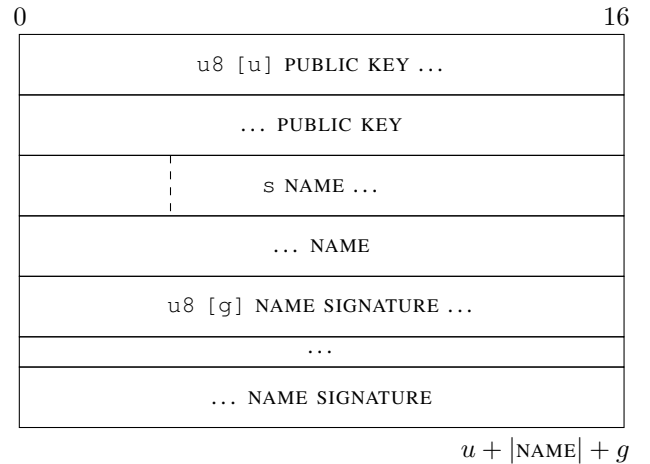 0 16
u8 [u] PUBLIC KEY ...
... PUBLIC KEY
s NAME ...
... NAME
u8 [g] NAME SIGNATURE ...
...
... NAME SIGNATURE
u + |NAME| + g